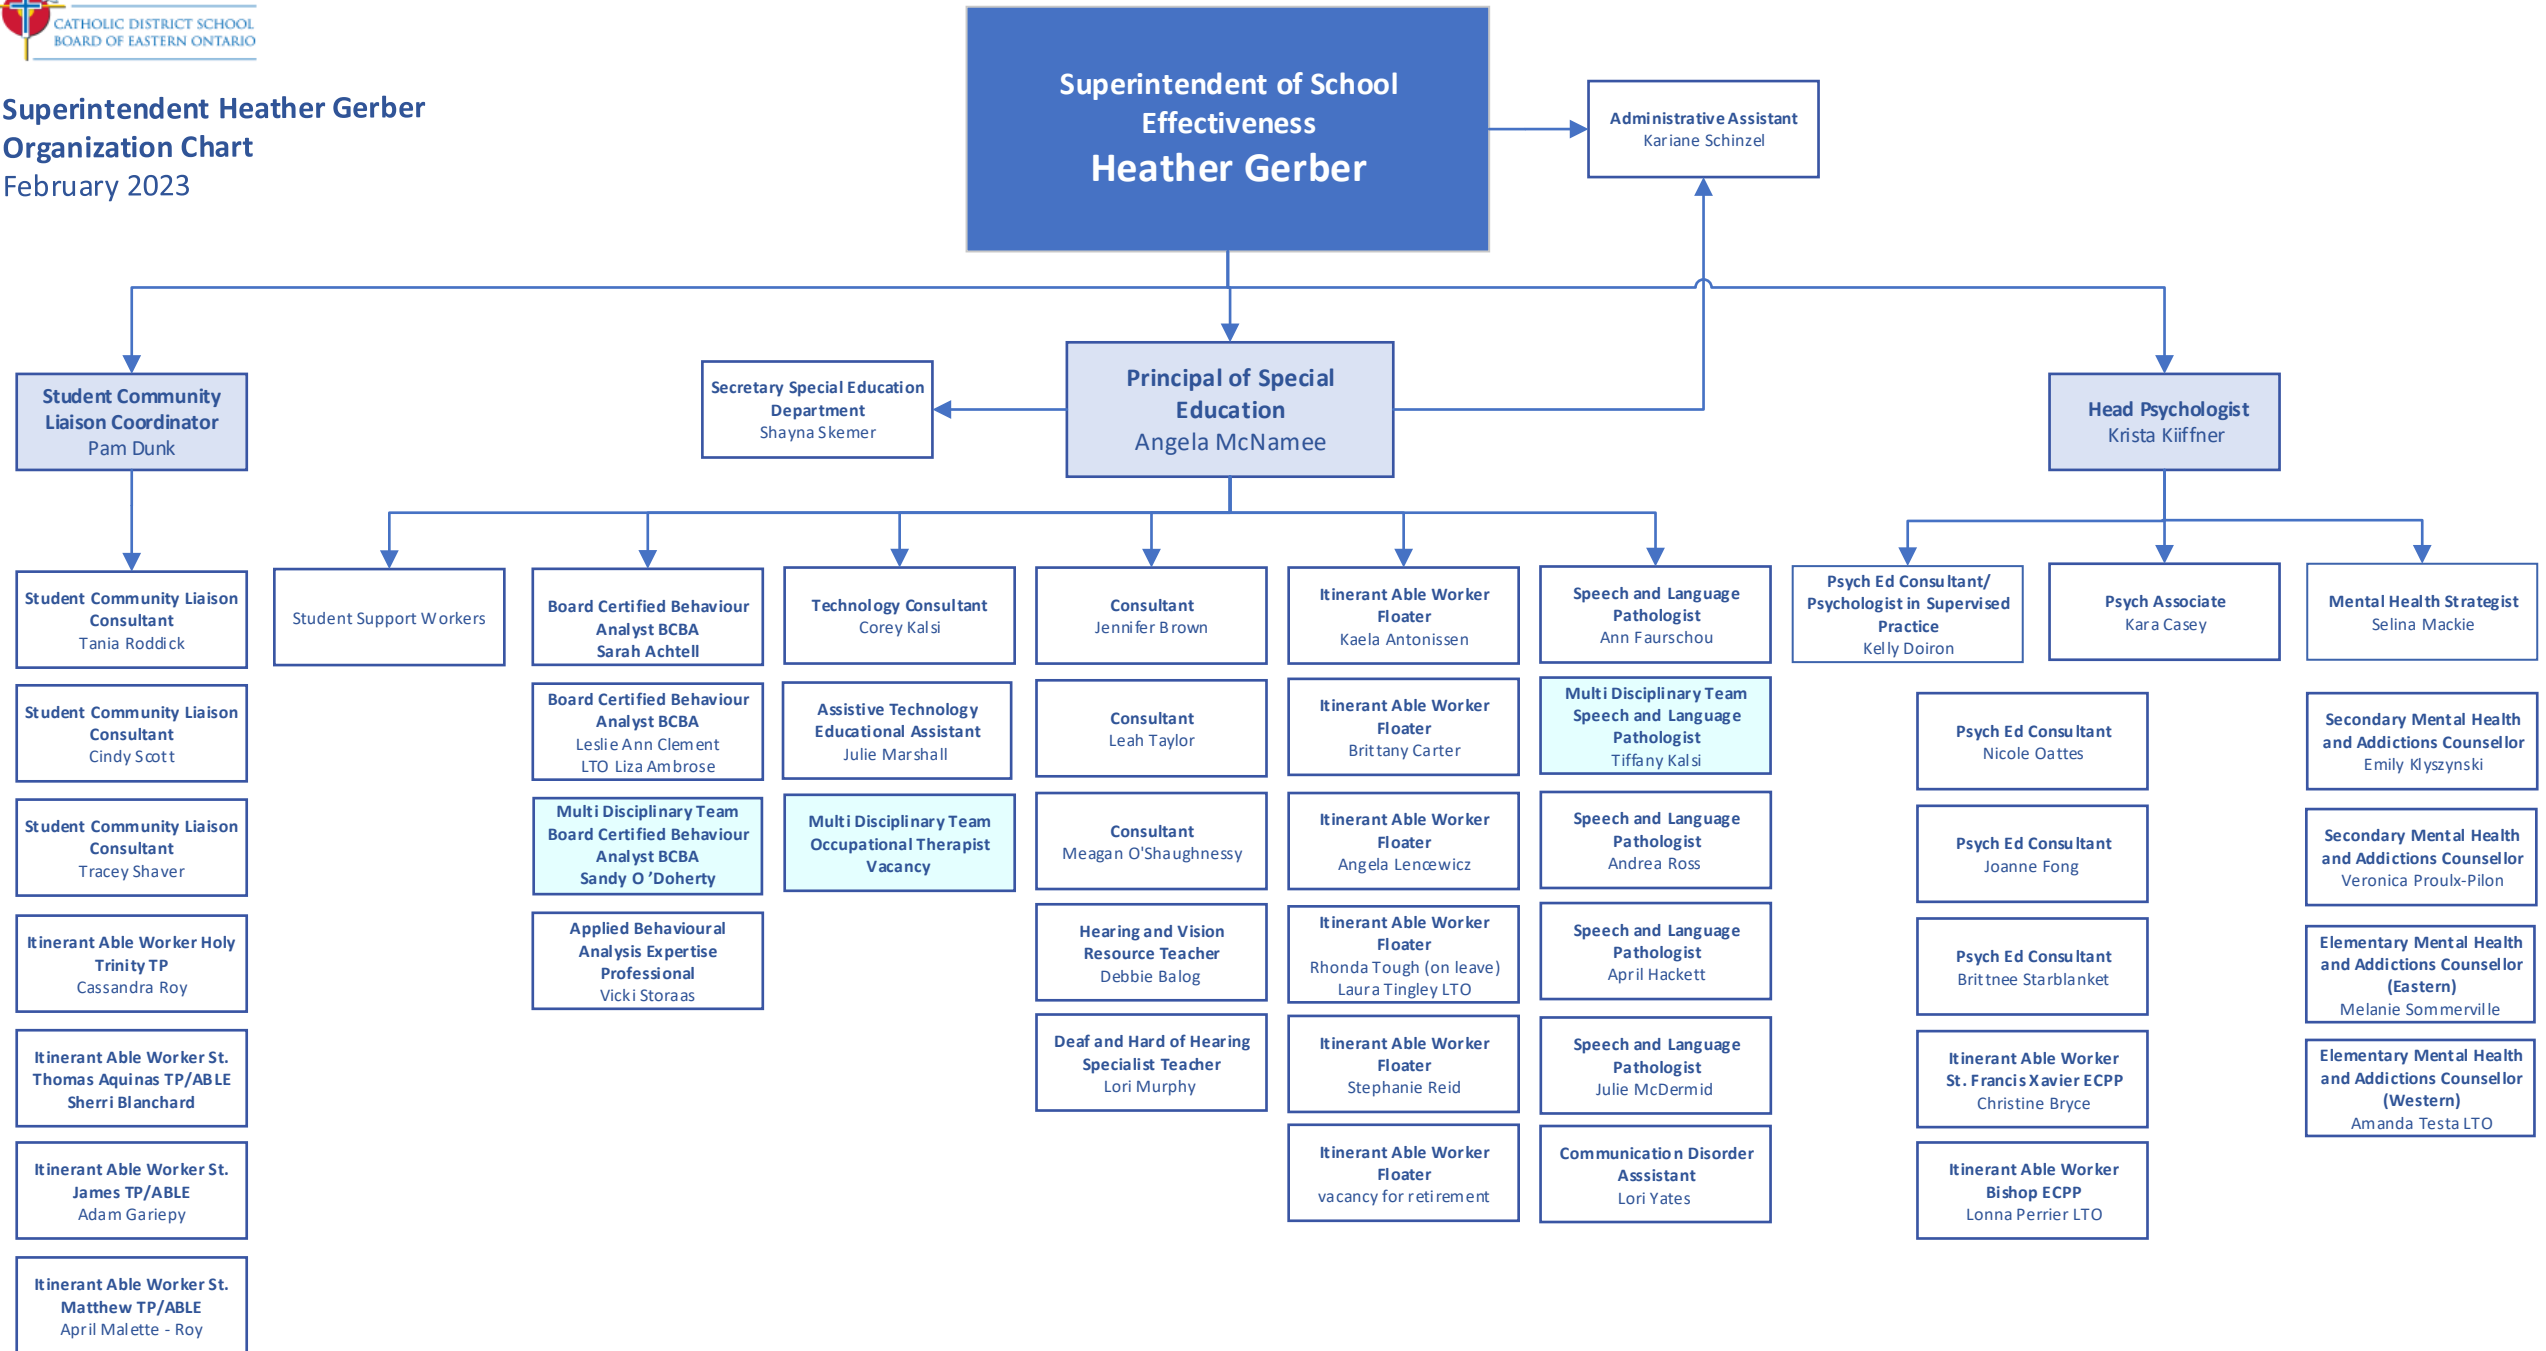 CATHOLIC DISTRICT SCHOOL
BOARD OF EASTERN ONTARIO
Superintendent Heather Gerber
Organization Chart
February 2023
Superintendent of School
Effectiveness
Heather Gerber
Administrative Assistant
Kariane Schinzel
Student Community
Liaison Coordinator
Pam Dunk
Secretary Special Education
Department
Shayna Skemer
Principal of Special
Education
Angela McNamee
Head Psychologist
Krista Kiiffner
Student Community Liaison
Consultant
Tania Roddick
Student Community Liaison
Consultant
Cindy Scott
Student Community Liaison
Consultant
Tracey Shaver
Itinerant Able Worker Holy
Trinity TP
Cassandra Roy
Itinerant Able Worker St.
Thomas Aquinas TP/ABLE
Sherri Blanchard
Itinerant Able Worker St.
James TP/ABLE
Adam Gariepy
Itinerant Able Worker St.
Matthew TP/ABLE
April Malette - Roy
Student Support Workers
Board Certified Behaviour
Analyst BCBA
Sarah Achtell
Board Certified Behaviour
Analyst BCBA
Leslie Ann Clement
LTO Liza Ambrose
Multi Disciplinary Team
Board Certified Behaviour
Analyst BCBA
Sandy O’Doherty
Applied Behavioural
Analysis Expertise
Professional
Vicki Storaas
Technology Consultant
Corey Kalsi
Assistive Technology
Educational Assistant
Julie Marshall
Multi Disciplinary Team
Occupational Therapist
Vacancy
Consultant
Jennifer Brown
Consultant
Leah Taylor
Consultant
Meagan O'Shaughnessy
Hearing and Vision
Resource Teacher
Debbie Balog
Deaf and Hard of Hearing
Specialist Teacher
Lori Murphy
Itinerant Able Worker
Floater
Kaela Antonissen
Itinerant Able Worker
Floater
Brittany Carter
Itinerant Able Worker
Floater
Angela Lencewicz
Itinerant Able Worker
Floater
Rhonda Tough (on leave)
Laura Tingley LTO
Itinerant Able Worker
Floater
Stephanie Reid
Itinerant Able Worker
Floater
vacancy for retirement
Speech and Language
Pathologist
Ann Faurschou
Multi Disciplinary Team
Speech and Language
Pathologist
Tiffany Kalsi
Speech and Language
Pathologist
Andrea Ross
Speech and Language
Pathologist
April Hackett
Speech and Language
Pathologist
Julie McDermid
Communication Disorder
Asssistant
Lori Yates
Psych Ed Consultant/
Psychologist in Supervised
Practice
Kelly Doiron
Psych Associate
Kara Casey
Psych Ed Consultant
Nicole Oattes
Psych Ed Consultant
Joanne Fong
Psych Ed Consultant
Brittnee Starblanket
Itinerant Able Worker
St. Francis Xavier ECPP
Christine Bryce
Itinerant Able Worker
Bishop ECPP
Lonna Perrier LTO
Mental Health Strategist
Selina Mackie
Secondary Mental Health
and Addictions Counsellor
Emily Klyszynski
Secondary Mental Health
and Addictions Counsellor
Veronica Proulx-Pilon
Elementary Mental Health
and Addictions Counsellor
(Eastern)
Melanie Sommerville
Elementary Mental Health
and Addictions Counsellor
(Western)
Amanda Testa LTO